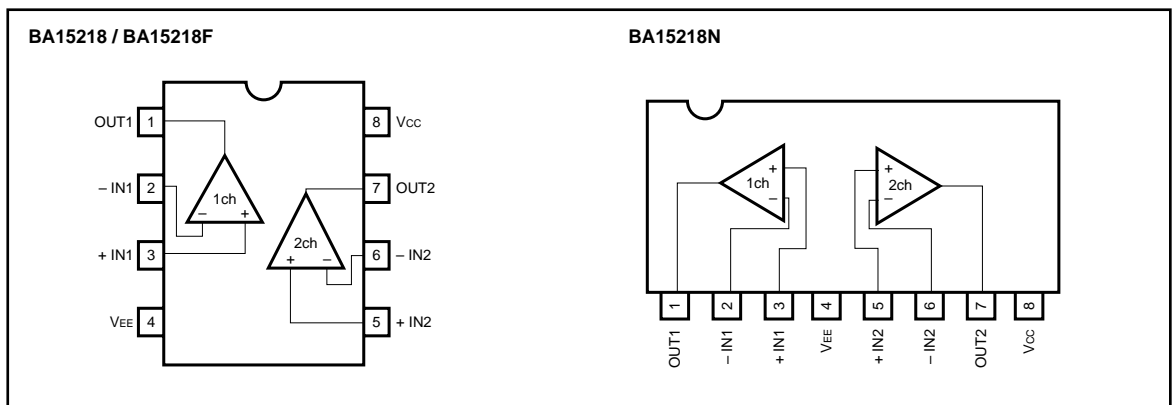 BA15218 / BA15218F
OUT1 1
– IN1 2
+ IN1 3
VEE 4
8 VCC
7 OUT2
6 – IN2
5 + IN2
1ch
– +
2ch
+ –
BA15218N
+
1ch
–
+
2ch
–
1 2 3 4 5 6 7 8
OUT1
– IN1
+ IN1
VEE
+ IN2
– IN2
OUT2
VCC